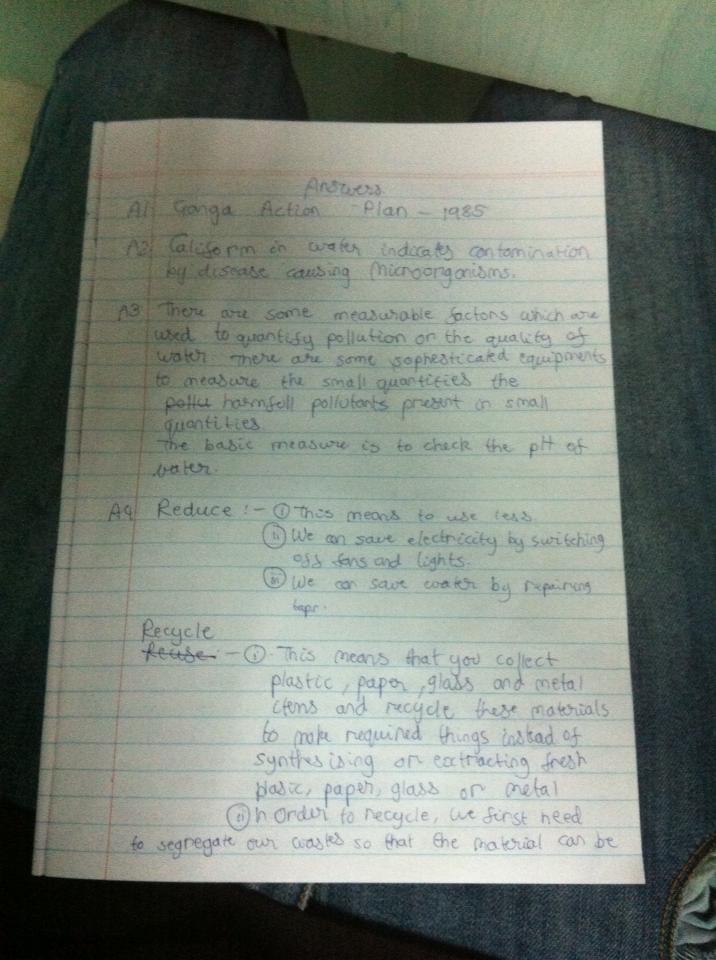 Answers
A1 Ganga Action Plan - 1985
A2 Caliform in water indicates contamination
by disease causing Microorganisms.
A3 There are some measurable factors which are
used to quantify pollution or the quality of
water. There are some sophesticated equipments
to measure the small quantities the
pollu harmfull pollutants present in small
quantities
The basic measure is to check the pH of
water.
A4 Reduce :- (i) This means to use less.
(ii) We can save electricity by switching
off fans and lights.
(iii) We can save water by repairing
taps.
Recycle
Reuse :- (i). This means that you collect
plastic, paper, glass and metal
items and recycle these materials
to make required things instead of
synthesising or extracting fresh
plasic, paper, glass or metal
(ii) In Order to recycle, we first need
to segregate our wastes so that the material can be